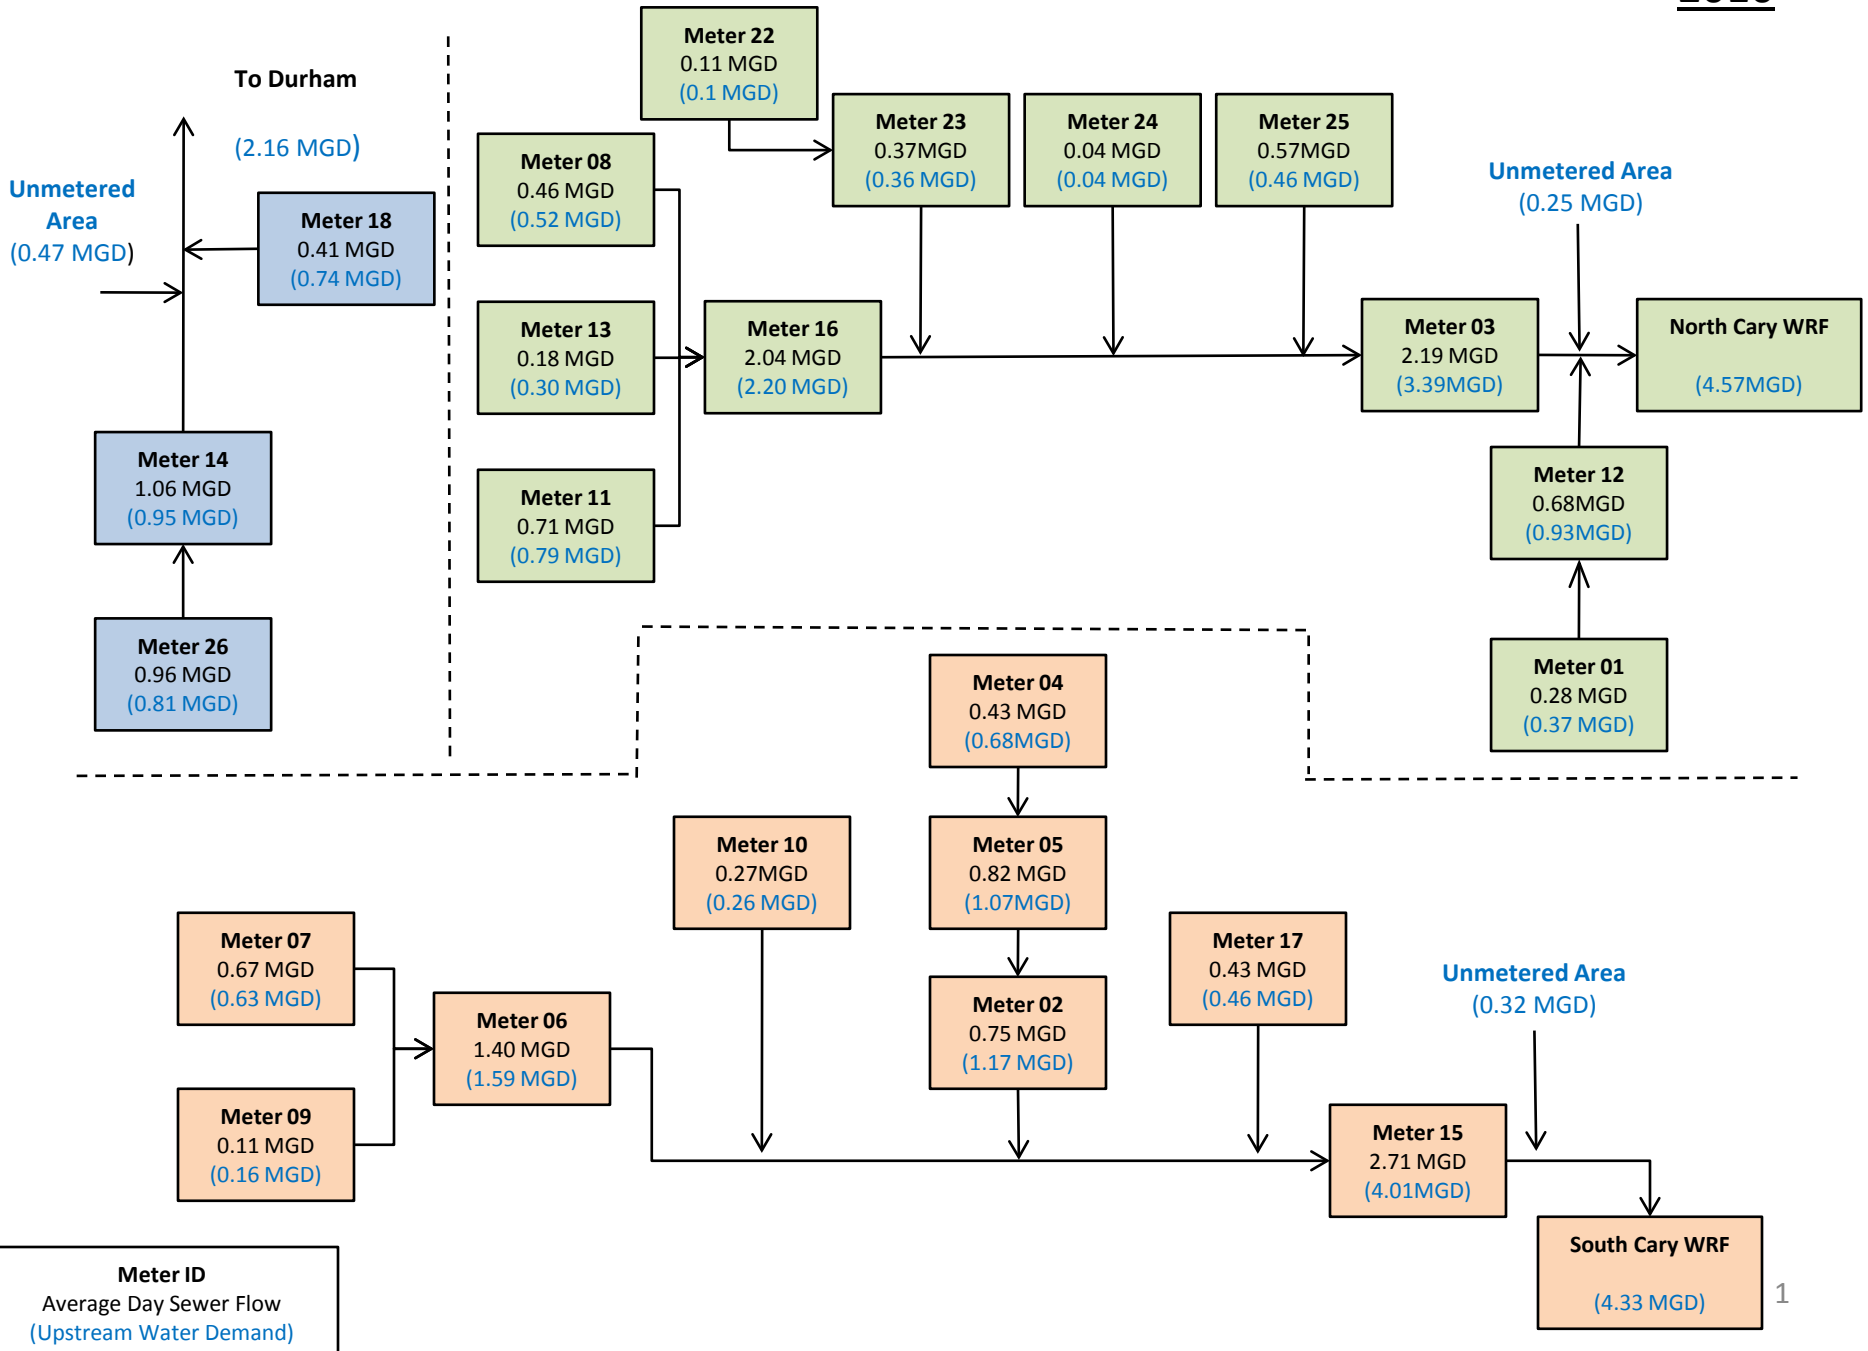 To Durham
(2.16 MGD)
Unmetered
Area
(0.47 MGD)
Meter 18
0.41 MGD
(0.74 MGD)
Meter 14
1.06 MGD
(0.95 MGD)
Meter 26
0.96 MGD
(0.81 MGD)
Meter 22
0.11 MGD
(0.1 MGD)
Meter 23
0.37MGD
(0.36 MGD)
Meter 24
0.04 MGD
(0.04 MGD)
Meter 25
0.57MGD
(0.46 MGD)
Meter 08
0.46 MGD
(0.52 MGD)
Meter 13
0.18 MGD
(0.30 MGD)
Meter 11
0.71 MGD
(0.79 MGD)
Meter 16
2.04 MGD
(2.20 MGD)
Unmetered Area
(0.25 MGD)
Meter 03
2.19 MGD
(3.39MGD)
North Cary WRF
(4.57MGD)
Meter 12
0.68MGD
(0.93MGD)
Meter 01
0.28 MGD
(0.37 MGD)
Meter 04
0.43 MGD
(0.68MGD)
Meter 10
0.27MGD
(0.26 MGD)
Meter 05
0.82 MGD
(1.07MGD)
Meter 07
0.67 MGD
(0.63 MGD)
Meter 09
0.11 MGD
(0.16 MGD)
Meter 06
1.40 MGD
(1.59 MGD)
Meter 02
0.75 MGD
(1.17 MGD)
Meter 17
0.43 MGD
(0.46 MGD)
Unmetered Area
(0.32 MGD)
Meter 15
2.71 MGD
(4.01MGD)
South Cary WRF
(4.33 MGD)
1
Meter ID
Average Day Sewer Flow
(Upstream Water Demand)